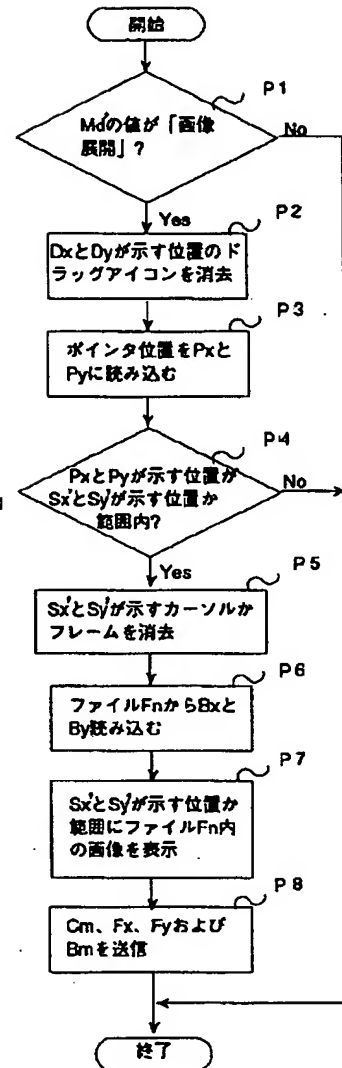 開始
P1
Md'の値が「画像
展開」?
No
Yes
P2
DxとDyが示す位置のド
ラッグアイコンを消去
P3
ポインタ位置をPxと
Pyに読み込む
P4
PxとPyが示す位置が
Sx'とSy'が示す位置か
範囲内?
No
Yes
P5
Sx'とSy'が示すカーソルか
フレームを消去
P6
ファイルFnからBxと
By読み込む
P7
Sx'とSy'が示す位置か
範囲にファイルFn内
の画像を表示
P8
Cm、Fx、Fyおよび
Bmを送信
終了